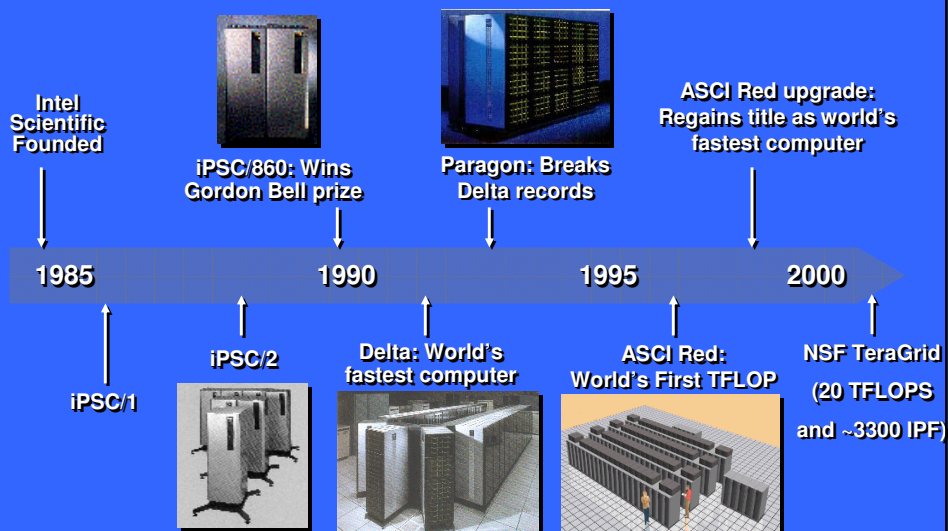 Intel
Scientific
Founded
iPSC/860: Wins
Gordon Bell prize
Paragon: Breaks
Delta records
ASCI Red upgrade:
Regains title as world's
fastest computer
1985
1990
1995
2000
iPSC/1
iPSC/2
Delta: World's
fastest computer
ASCI Red:
World's First TFLOP
NSF TeraGrid
(20 TFLOPS
and ~3300 IPF)